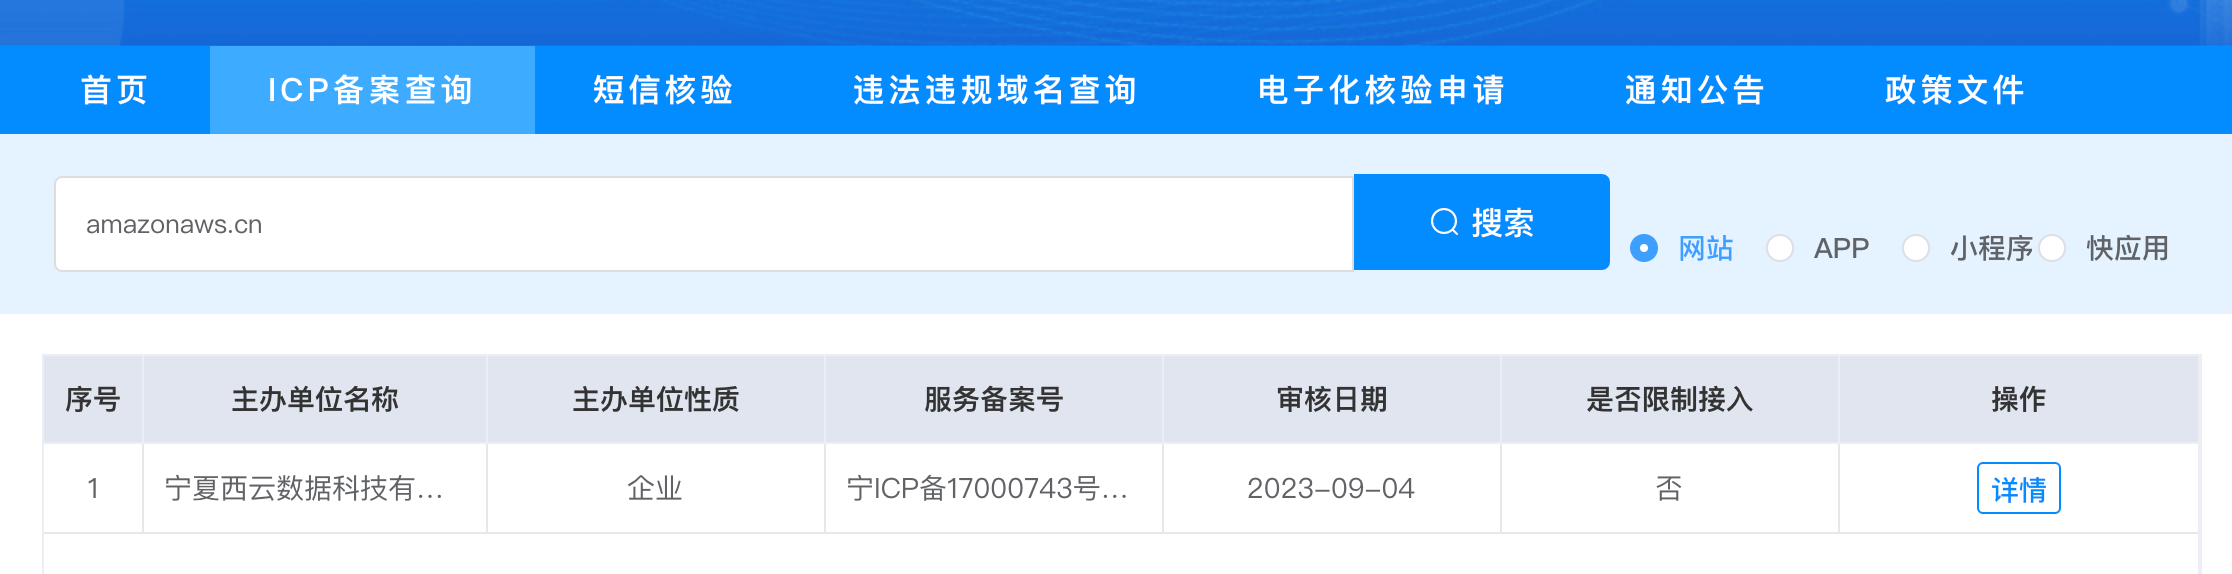 首页 ICP备案查询 短信核验 违法违规域名查询 电子化核验申请 通知公告 政策文件
amazonaws.cn 搜索 网站 APP 小程序 快应用
序号 主办单位名称 主办单位性质 服务备案号 审核日期 是否限制接入 操作
1 宁夏西云数据科技有... 企业 宁ICP备17000743号... 2023-09-04 否 详情